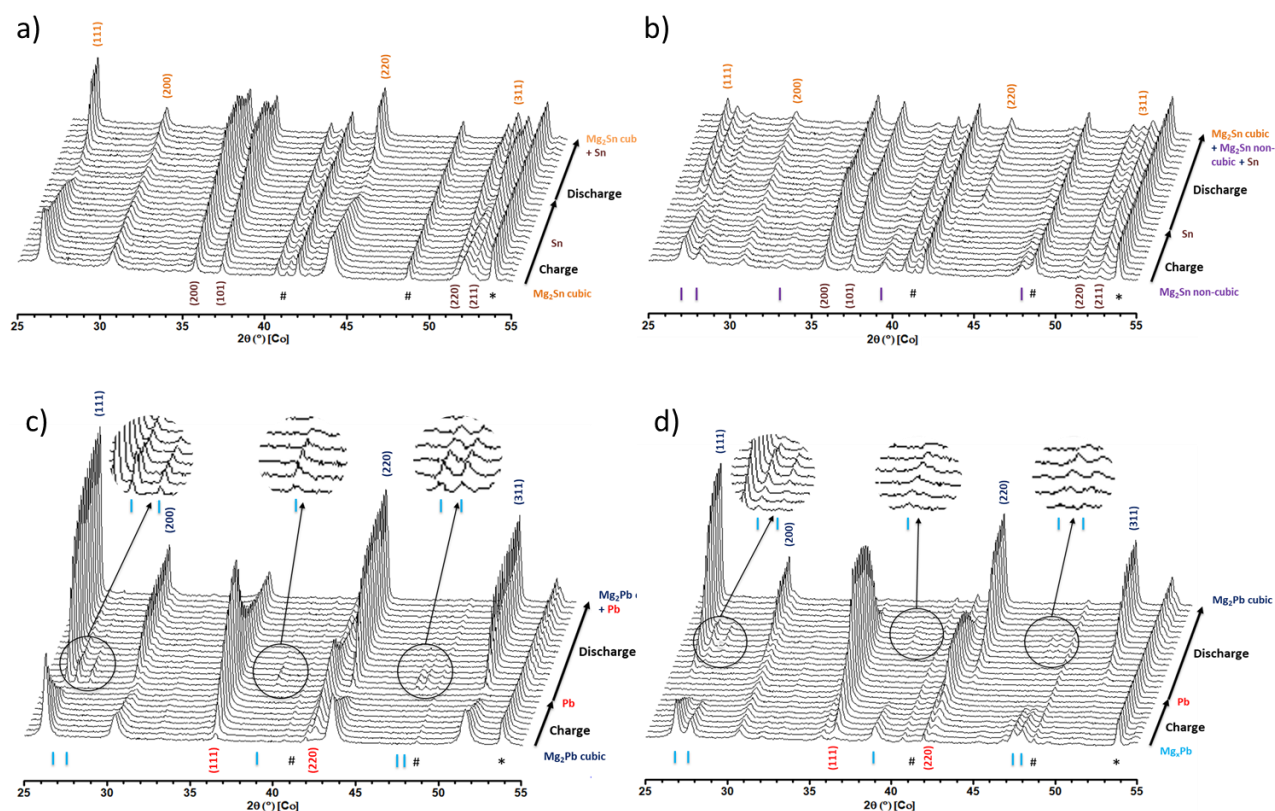 a)
(111)
(200)
(220)
(311)
Mg₂Sn cub
+ Sn
Discharge
Sn
Charge
Mg₂Sn cubic
(200)
(101)
#
#
(220)
(211)
*
25 30 35 40 45 50 55
2θ (°) [Co]
b)
(111)
(200)
(220)
(311)
Mg₂Sn cubic
+ Mg₂Sn non-
cubic + Sn
Discharge
Sn
Charge
Mg₂Sn non-cubic
(200)
(101)
#
#
(220)
(211)
*
25 30 35 40 45 50 55
2θ (°) [Co]
c)
(111)
(200)
(220)
(311)
Mg₂Pb
+ Pb
Discharge
Pb
Charge
Mg₂Pb cubic
(111)
#
(220)
#
*
25 30 35 40 45 50 55
2θ (°) [Co]
d)
(111)
(200)
(220)
(311)
Mg₂Pb cubic
Discharge
Pb
Charge
MgₓPb
(111)
#
(220)
#
*
25 30 35 40 45 50 55
2θ (°) [Co]